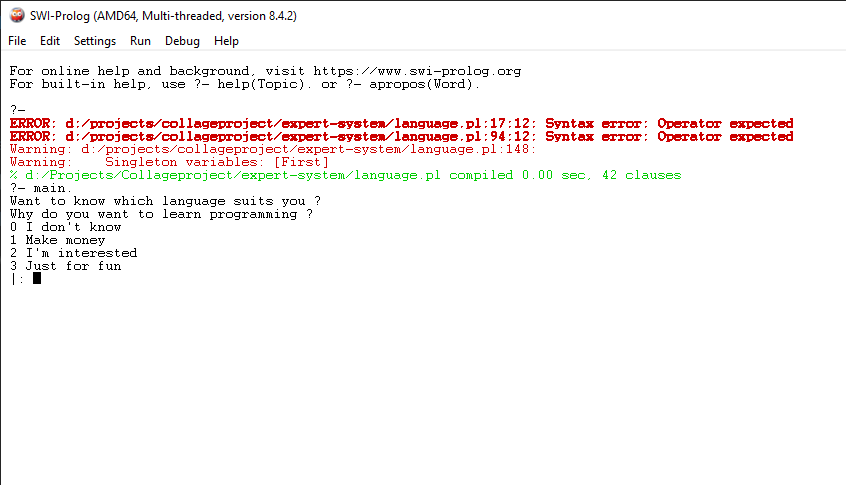 SWI-Prolog (AMD64, Multi-threaded, version 8.4.2)
File Edit Settings Run Debug Help
For online help and background, visit https://www.swi-prolog.org
For built-in help, use ?- help(Topic). or ?- apropos(Word).
?-
ERROR: d:/projects/collageproject/expert-system/language.pl:17:12: Syntax error: Operator expected
ERROR: d:/projects/collageproject/expert-system/language.pl:94:12: Syntax error: Operator expected
Warning: d:/projects/collageproject/expert-system/language.pl:148:
Warning:    Singleton variables: [First]
% d:/Projects/Collageproject/expert-system/language.pl compiled 0.00 sec, 42 clauses
?- main.
Want to know which language suits you ?
Why do you want to learn programming ?
0 I don't know
1 Make money
2 I'm interested
3 Just for fun
|: